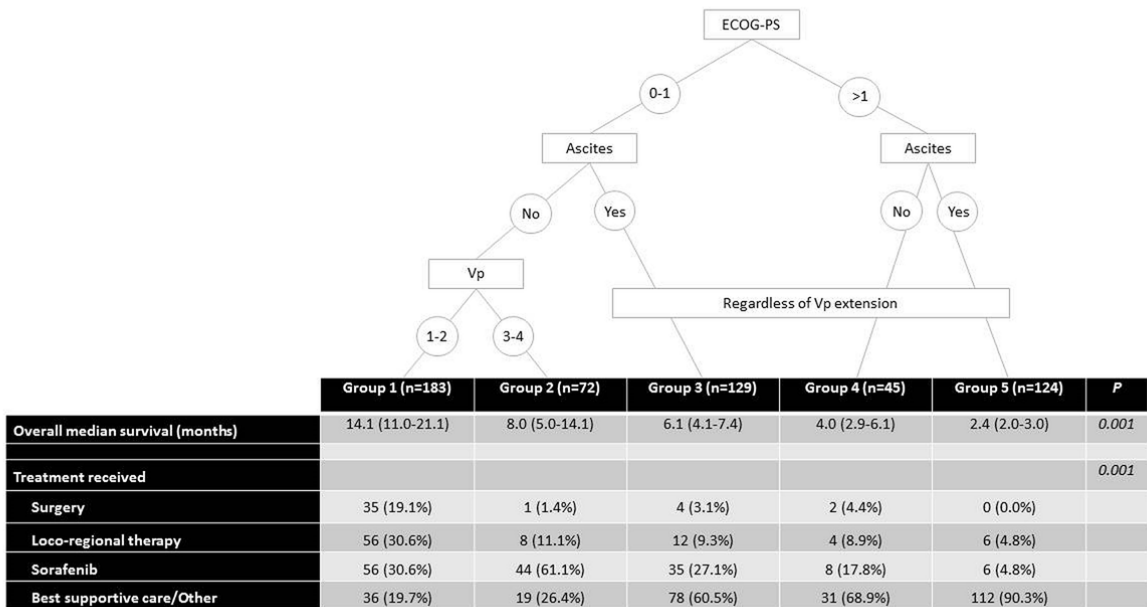 ECOG-PS
0-1 >1
Ascites Ascites
No Yes No Yes
Vp
Regardless of Vp extension
1-2 3-4
Group 1 (n=183) Group 2 (n=72) Group 3 (n=129) Group 4 (n=45) Group 5 (n=124) P
Overall median survival (months) 14.1 (11.0-21.1) 8.0 (5.0-14.1) 6.1 (4.1-7.4) 4.0 (2.9-6.1) 2.4 (2.0-3.0) 0.001
Treatment received 0.001
Surgery 35 (19.1%) 1 (1.4%) 4 (3.1%) 2 (4.4%) 0 (0.0%)
Loco-regional therapy 56 (30.6%) 8 (11.1%) 12 (9.3%) 4 (8.9%) 6 (4.8%)
Sorafenib 56 (30.6%) 44 (61.1%) 35 (27.1%) 8 (17.8%) 6 (4.8%)
Best supportive care/Other 36 (19.7%) 19 (26.4%) 78 (60.5%) 31 (68.9%) 112 (90.3%)